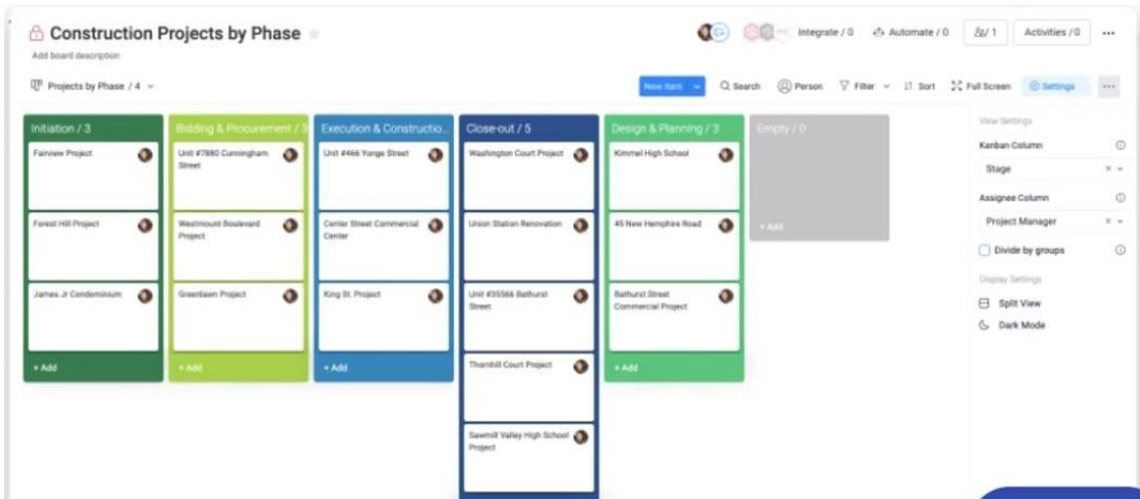 Construction Projects by Phase
Add board description
Integrate / 0
Automate / 0
/ 1
Activities / 0
Projects by Phase / 4
New Item
Search
Person
Filter
Sort
Full Screen
Settings
Initiation / 3
Fairview Project
Forest Hill Project
James Jr Condominium
+ Add
Bidding & Procurement / 3
Unit #7880 Cunningham
Street
Westmount Boulevard
Project
Greenlawn Project
+ Add
Execution & Constructio...
Unit #466 Yonge Street
Center Street Commercial
Center
King St. Project
+ Add
Close-out / 5
Washington Court Project
Union Station Renovation
Unit #35566 Bathurst
Street
Thornhill Court Project
Sawmill Valley High School
Project
Design & Planning / 3
Kimmel High School
45 New Hemphire Road
Bathurst Street
Commercial Project
+ Add
Empty / 0
+ Add
View Settings
Kanban Column
Stage
Assignee Column
Project Manager
Divide by groups
Display Settings
Split View
Dark Mode